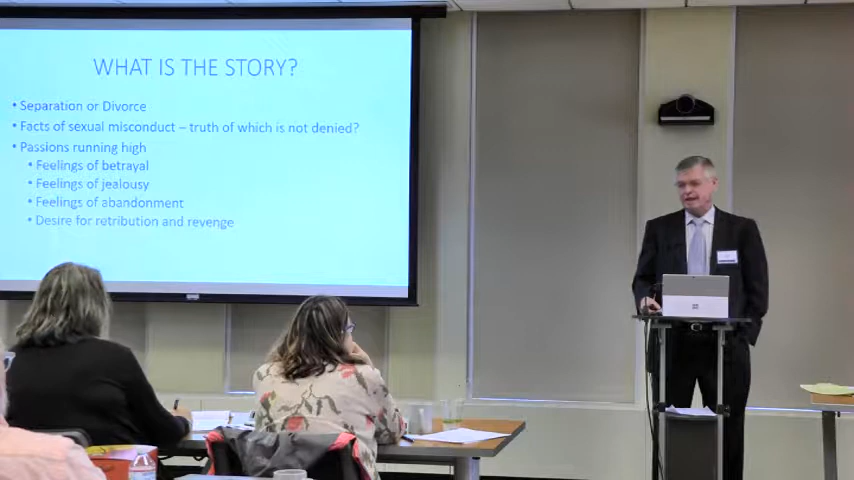 WHAT IS THE STORY?
• Separation or Divorce
• Facts of sexual misconduct – truth of which is not denied?
• Passions running high
• Feelings of betrayal
• Feelings of jealousy
• Feelings of abandonment
• Desire for retribution and revenge